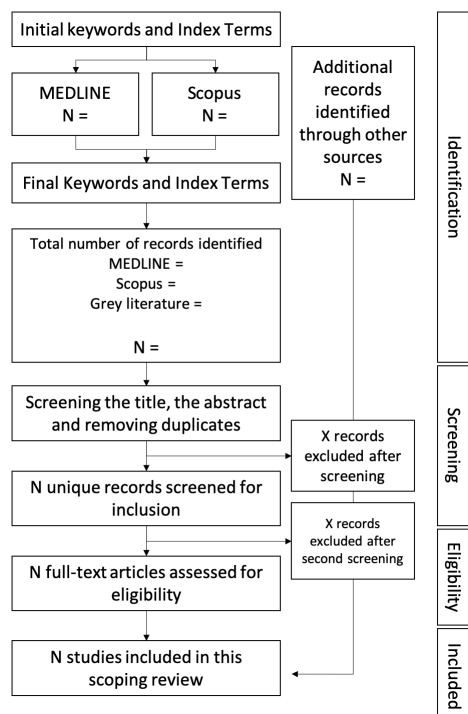 Initial keywords and Index Terms
MEDLINE
N =
Scopus
N =
Additional
records
identified
through other
sources
N =
Final Keywords and Index Terms
Total number of records identified
MEDLINE =
Scopus =
Grey literature =
N =
Identification
Screening the title, the abstract
and removing duplicates
X records
excluded after
screening
N unique records screened for
inclusion
Screening
X records
excluded after
second screening
N full-text articles assessed for
eligibility
Eligibility
N studies included in this
scoping review
Included